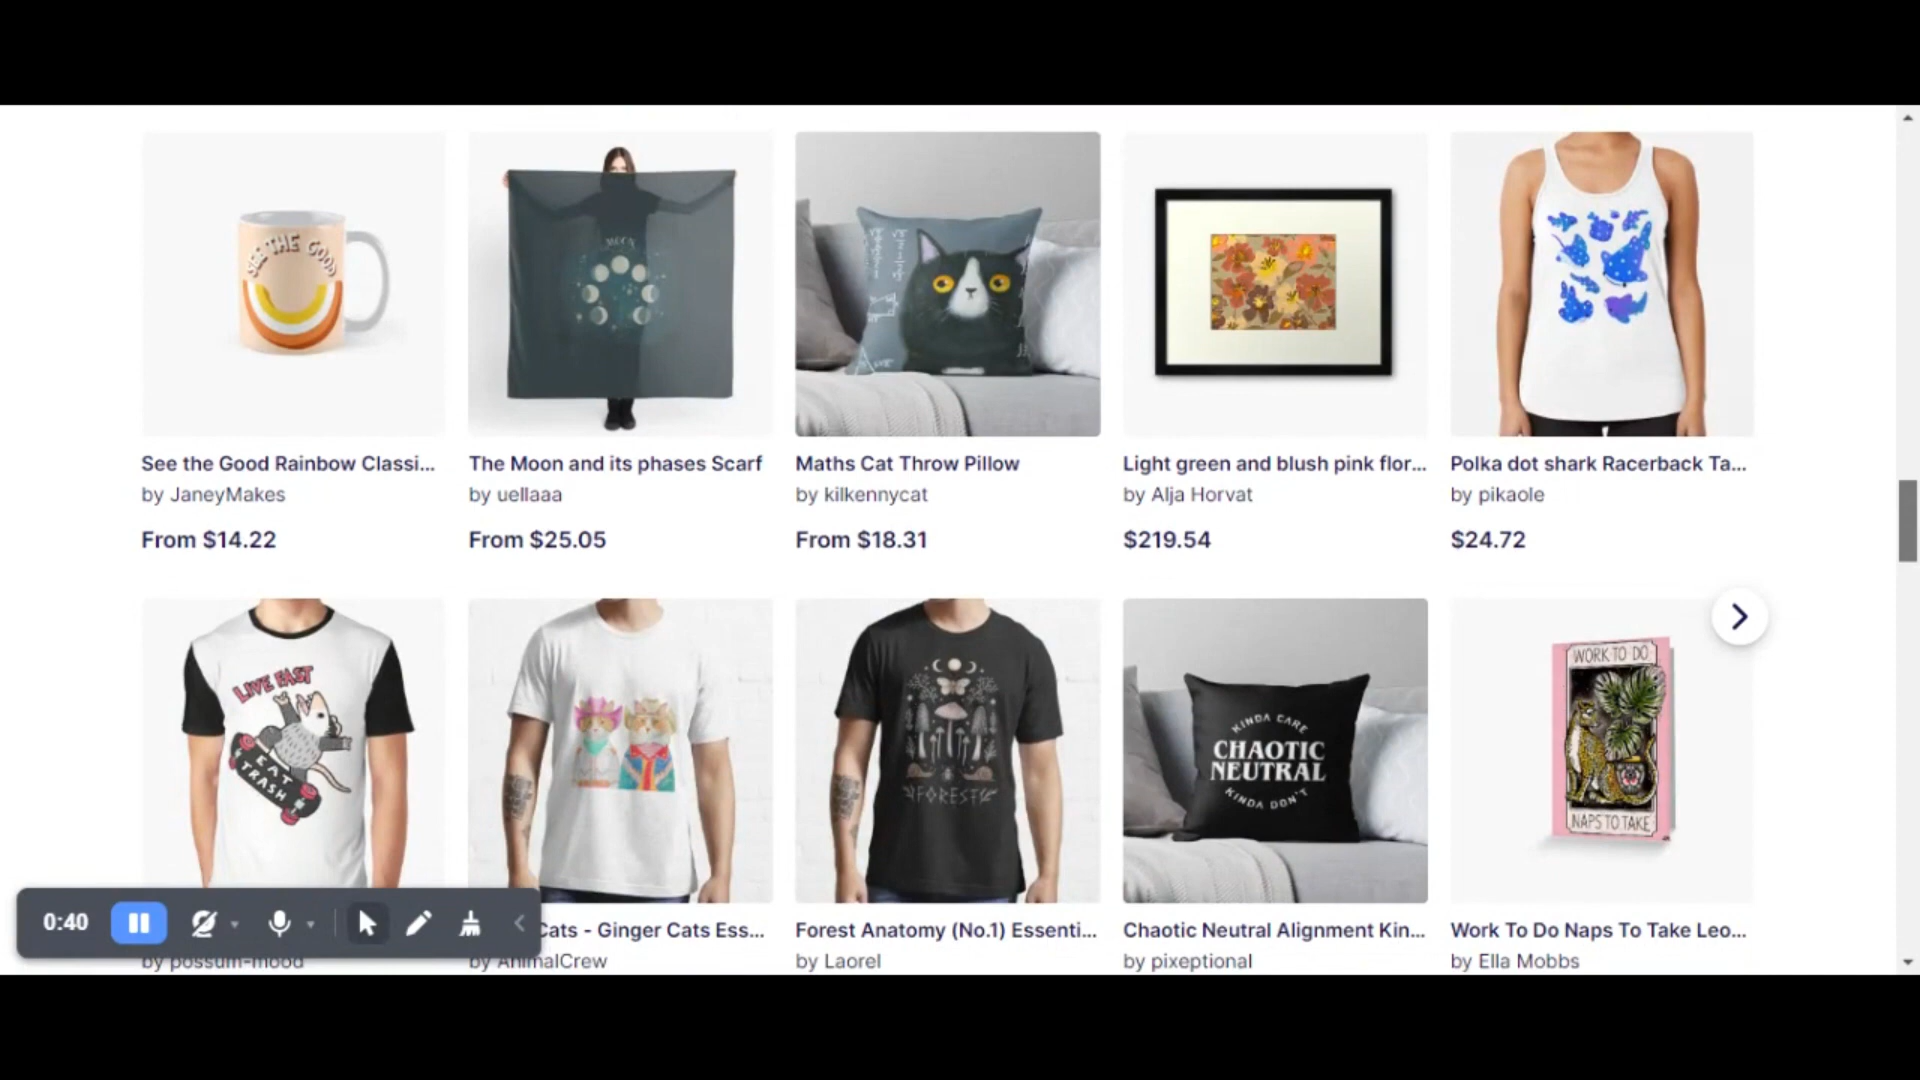 SEE THE GOOD
MOON
See the Good Rainbow Classi...
by JaneyMakes
From $14.22
The Moon and its phases Scarf
by uellaaa
From $25.05
Maths Cat Throw Pillow
by kilkennycat
From $18.31
Light green and blush pink flor...
by Alja Horvat
$219.54
Polka dot shark Racerback Ta...
by pikaole
$24.72
LIVE FAST
EAT
TRASH
FOREST
KINDA CARE
CHAOTIC
NEUTRAL
KINDA DON'T
WORK TO DO
NAPS TO TAKE
0:40
by possum-mood
Cats - Ginger Cats Ess...
by AnimalCrew
Forest Anatomy (No.1) Essenti...
by Laorel
Chaotic Neutral Alignment Kin...
by pixeptional
Work To Do Naps To Take Leo...
by Ella Mobbs